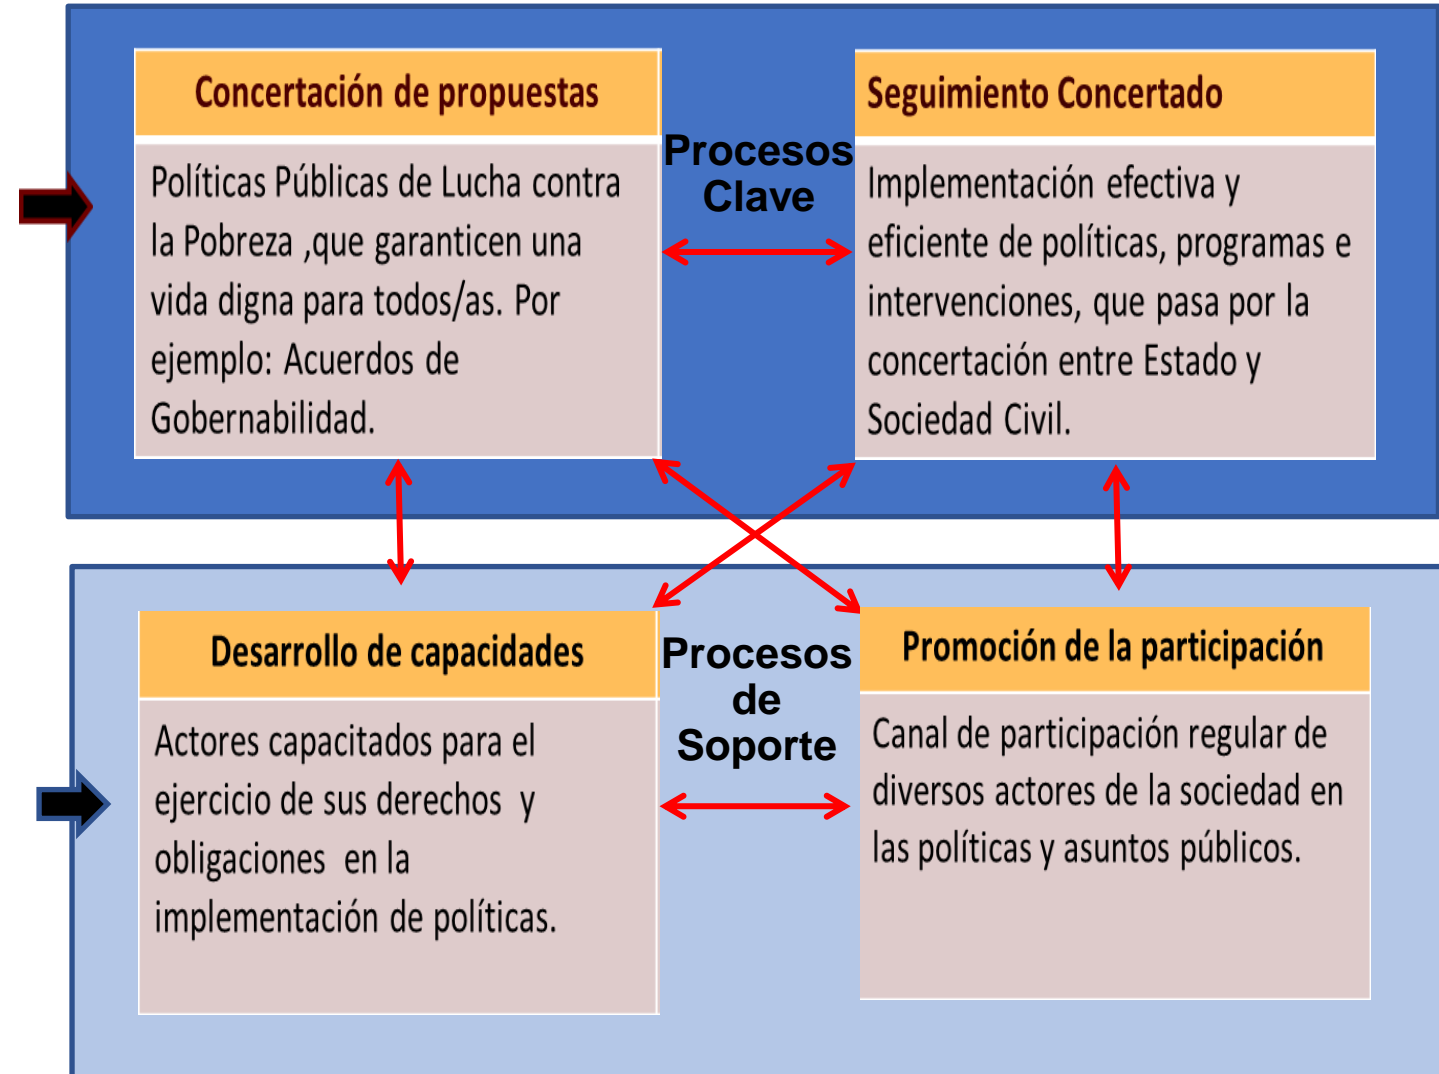 Concertación de propuestas
Políticas Públicas de Lucha contra
la Pobreza ,que garanticen una
vida digna para todos/as. Por
ejemplo: Acuerdos de
Gobernabilidad.
Procesos
Clave
Seguimiento Concertado
Implementación efectiva y
eficiente de políticas, programas e
intervenciones, que pasa por la
concertación entre Estado y
Sociedad Civil.
Desarrollo de capacidades
Actores capacitados para el
ejercicio de sus derechos y
obligaciones en la
implementación de políticas.
Procesos
de
Soporte
Promoción de la participación
Canal de participación regular de
diversos actores de la sociedad en
las políticas y asuntos públicos.